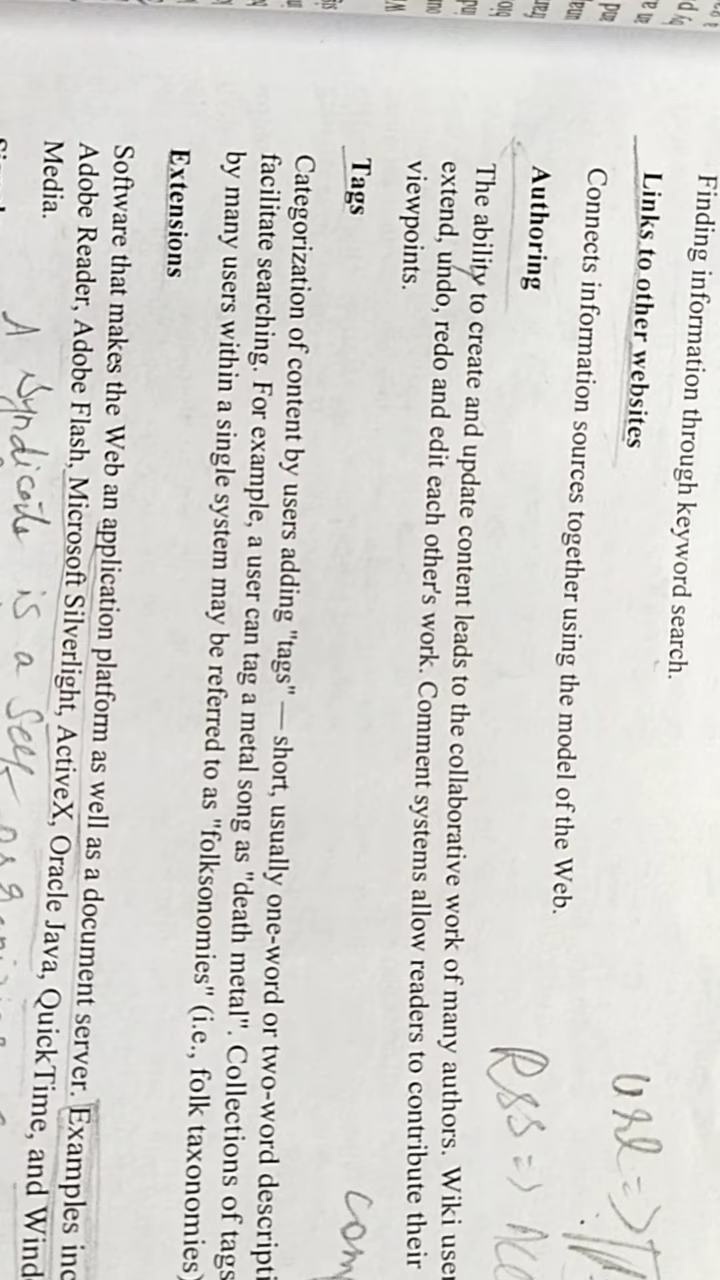 Finding information through keyword search.
Links to other websites
Connects information sources together using the model of the Web.
Authoring
The ability to create and update content leads to the collaborative work of many authors. Wiki
extend, undo, redo and edit each other's work. Comment systems allow readers to contribute their
viewpoints.
Tags
Categorization of content by users adding "tags" — short, usually one-word or two-word
facilitate searching. For example, a user can tag a metal song as "death metal". Collections of tags
by many users within a single system may be referred to as "folksonomies" (i.e., folk taxonomies)
Extensions
Software that makes the Web an application platform as well as a document server. Examples
Adobe Reader, Adobe Flash, Microsoft Silverlight, ActiveX, Oracle Java, QuickTime, and
Media.
RSS =>
A Syndicate is a self